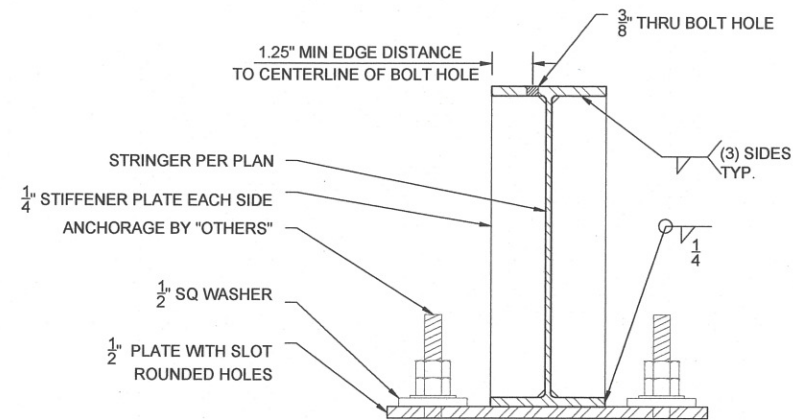 3/8" THRU BOLT HOLE
1.25" MIN EDGE DISTANCE
TO CENTERLINE OF BOLT HOLE
(3) SIDES
TYP.
STRINGER PER PLAN
1/4" STIFFENER PLATE EACH SIDE
ANCHORAGE BY "OTHERS"
1/4
1/2" SQ WASHER
1/2" PLATE WITH SLOT
ROUNDED HOLES